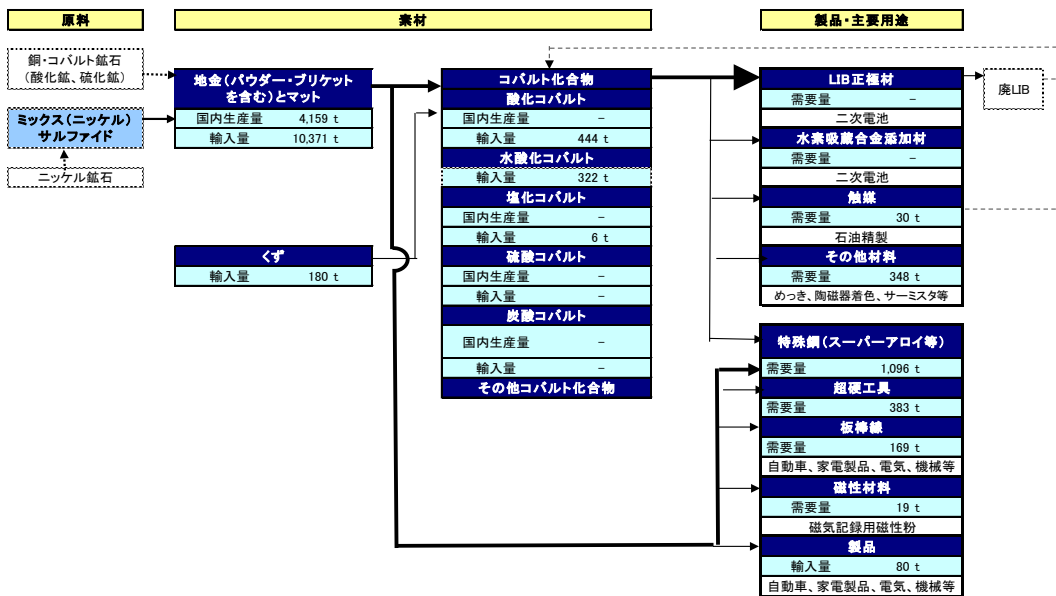 原料
素材
製品・主要用途
銅・コバルト鉱石
(酸化鉱、硫化鉱)
ミックス(ニッケル)
サルファイド
ニッケル鉱石
地金(パウダー・ブリケット
を含む)とマット
国内生産量 4,159 t
輸入量 10,371 t
くず
輸入量 180 t
コバルト化合物
酸化コバルト
国内生産量 －
輸入量 444 t
水酸化コバルト
輸入量 322 t
塩化コバルト
国内生産量 －
輸入量 6 t
硫酸コバルト
国内生産量 －
輸入量 －
炭酸コバルト
国内生産量 －
輸入量 －
その他コバルト化合物
LIB正極材
需要量 －
二次電池
水素吸蔵合金添加材
需要量 －
二次電池
触媒
需要量 30 t
石油精製
その他材料
需要量 348 t
めっき、陶磁器着色、サーミスタ等
特殊鋼(スーパーアロイ等)
需要量 1,096 t
超硬工具
需要量 383 t
板棒線
需要量 169 t
自動車、家電製品、電気、機械等
磁性材料
需要量 19 t
磁気記録用磁性粉
製品
輸入量 80 t
自動車、家電製品、電気、機械等
廃LIB